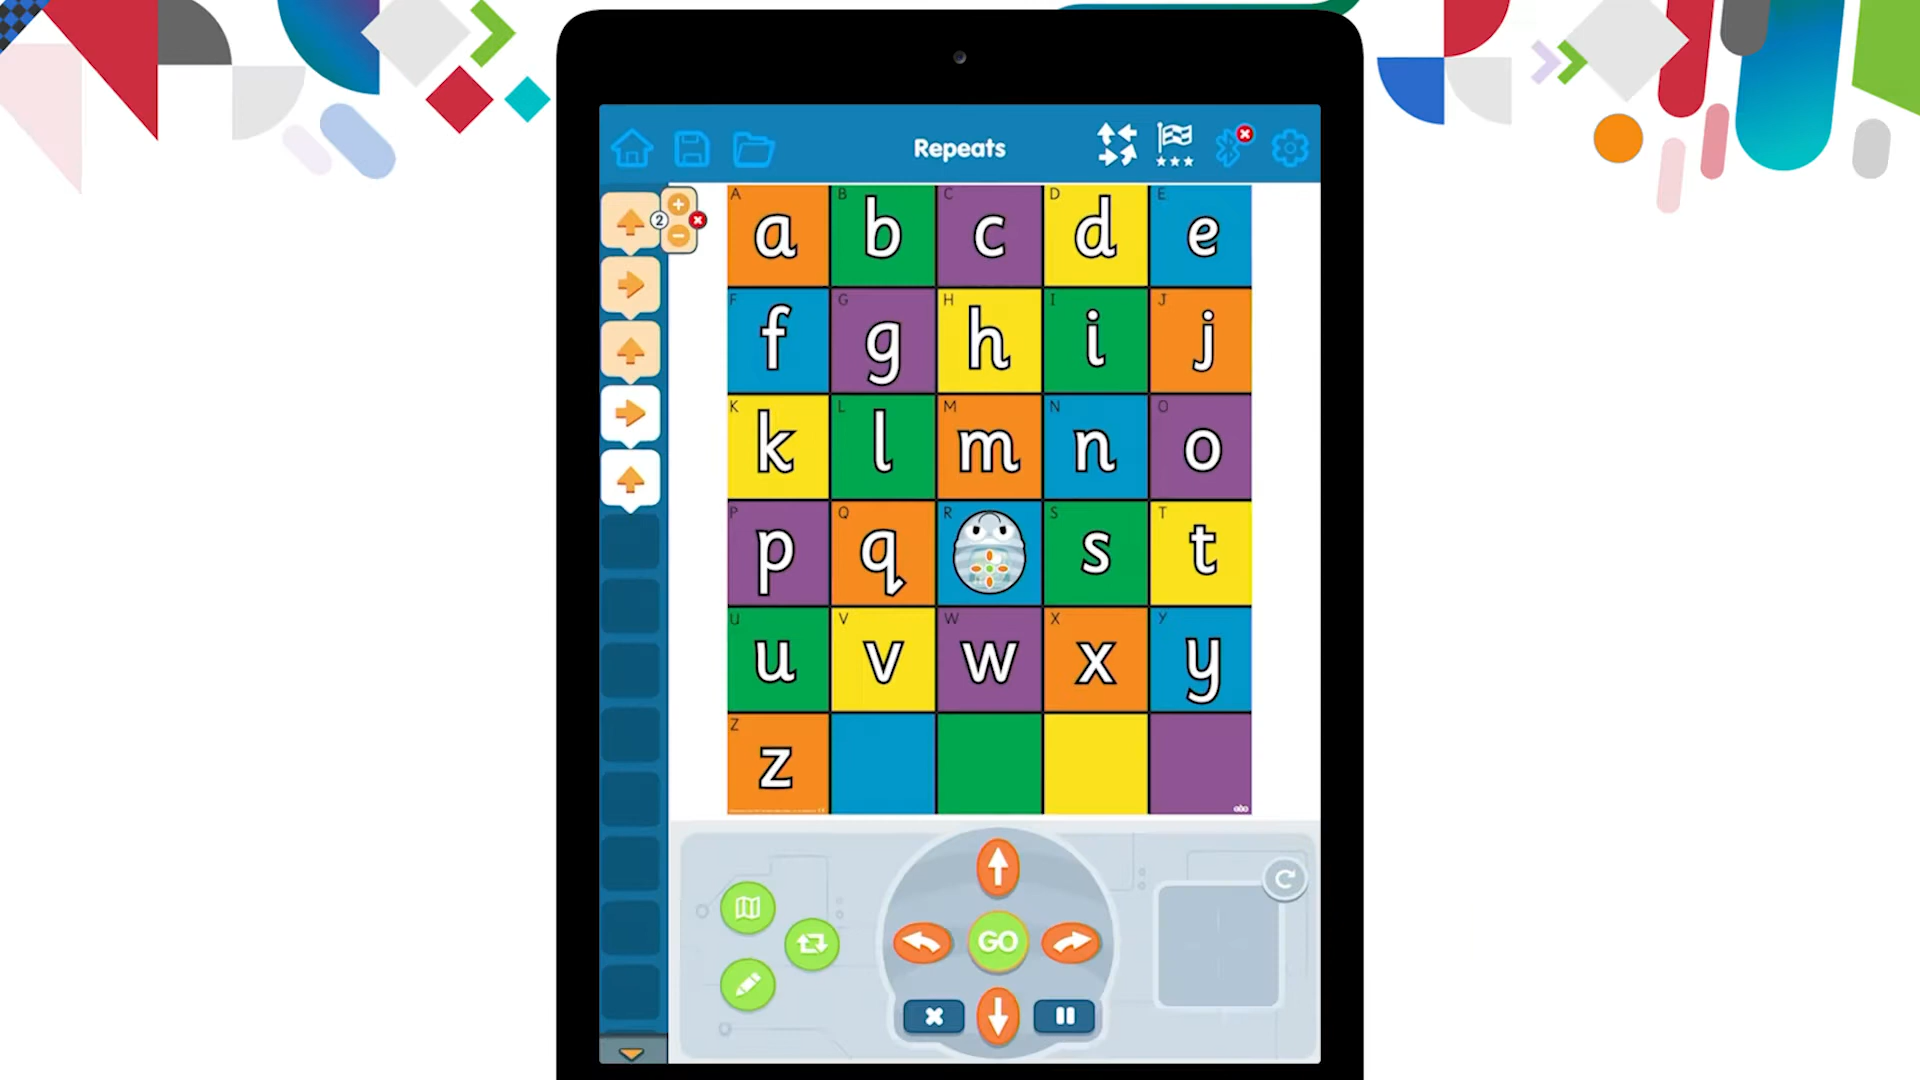 Repeats
2
A B C D E
a b c d e
F G H I J
f g h i j
K L M N O
k l m n o
P Q R S T
p q s t
U V W X Y
u v w x y
Z
z
GO